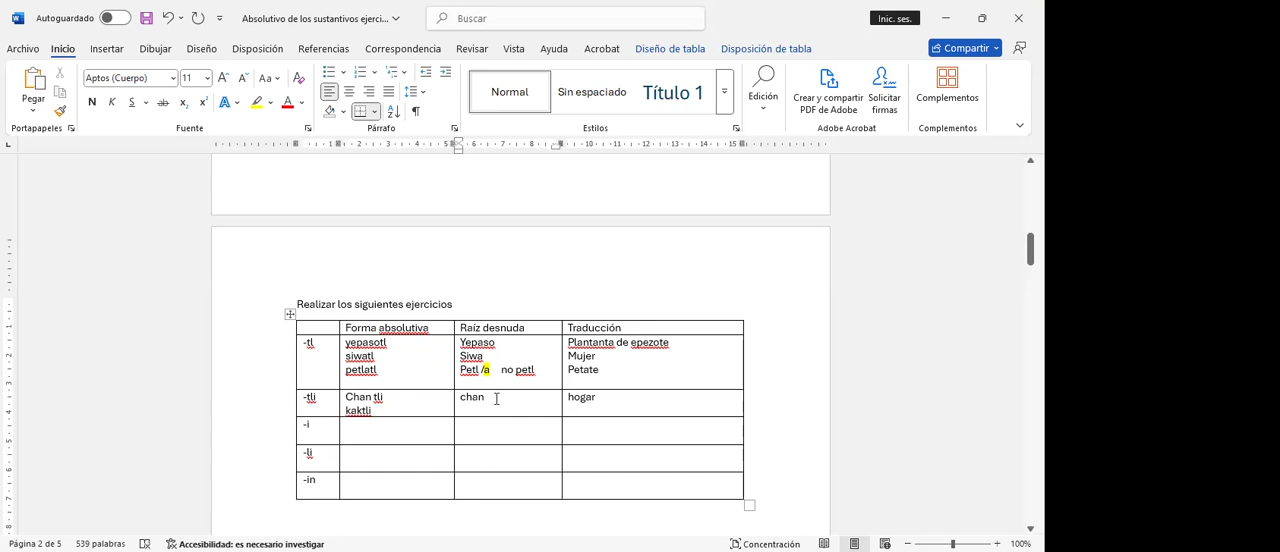 Autoguardado
Absolutivo de los sustantivos ejerci...
Buscar
Inic. ses.
Archivo Inicio Insertar Dibujar Diseño Disposición Referencias Correspondencia Revisar Vista Ayuda Acrobat Diseño de tabla Disposición de tabla Compartir
Pegar
Aptos (Cuerpo) 11
Normal
Sin espaciado
Título 1
Edición
Crear y compartir PDF de Adobe
Solicitar firmas
Complementos
Portapapeles Fuente Párrafo Estilos Adobe Acrobat Complementos
Realizar los siguientes ejercicios
Forma absolutiva Raíz desnuda Traducción
-tl yepasotl Yepaso Plantanta de epezote
siwatl Siwa Mujer
petlatl Petl /a no petl Petate
-tli Chan tli chan hogar
kaktli
-i
-li
-in
Página 2 de 5 539 palabras Accesibilidad: es necesario investigar Concentración 100%